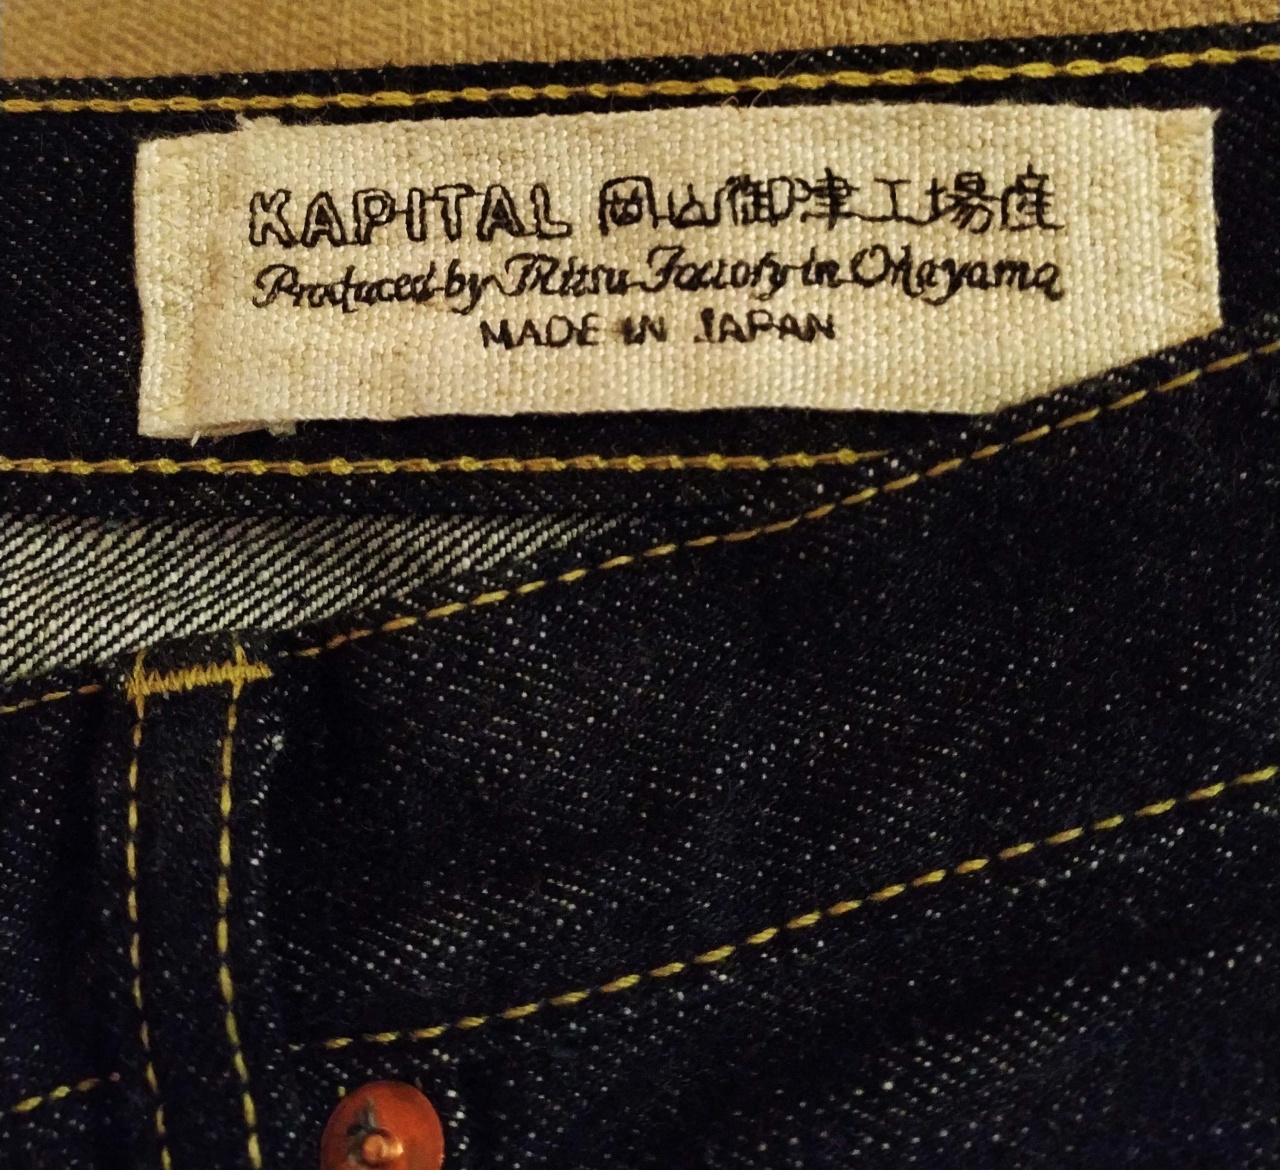 KAPITAL 岡山御津工場産
Produced by Mitsu Factory in Okayama
MADE IN JAPAN